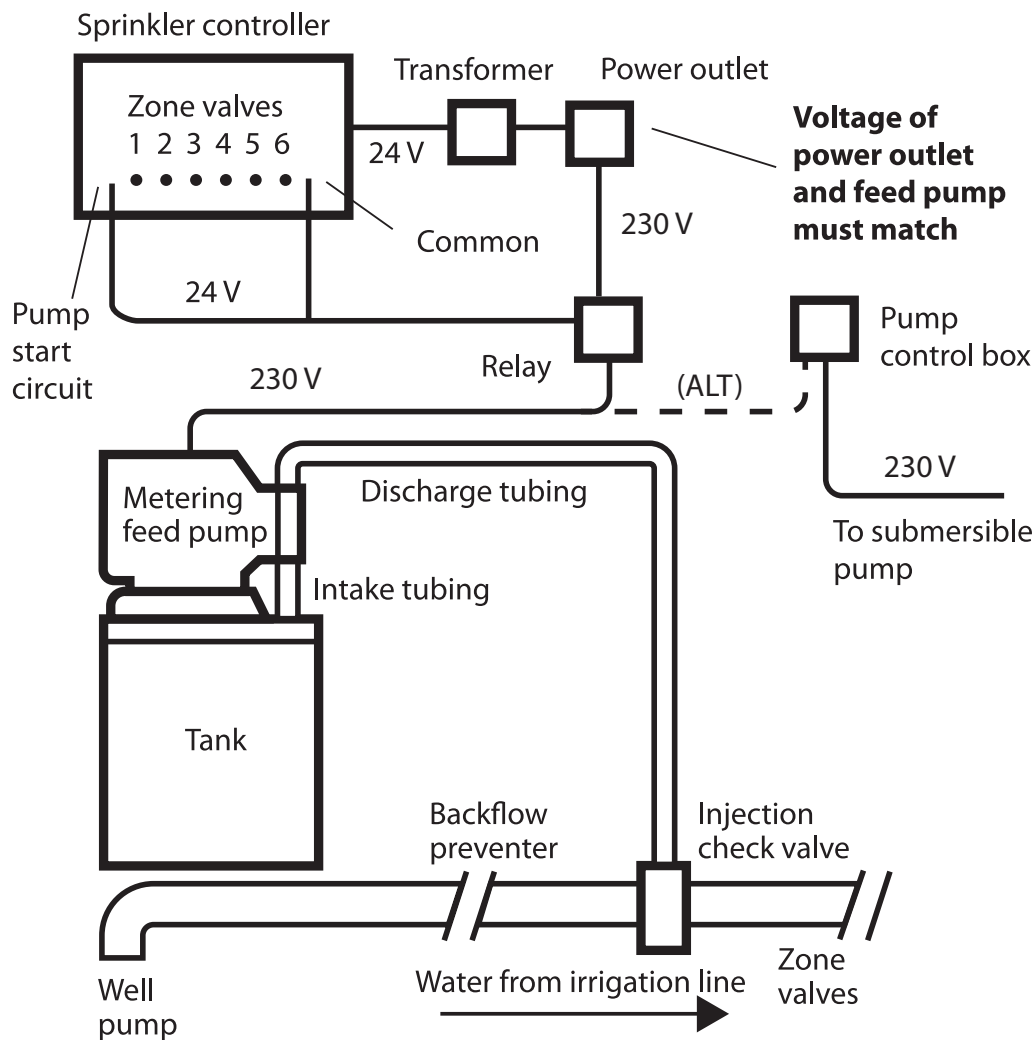 Sprinkler controller
Transformer
Power outlet
Zone valves
1 2 3 4 5 6
24 V
Voltage of
power outlet
and feed pump
must match
230 V
Common
24 V
Pump
start
circuit
Relay
Pump
control box
230 V
(ALT)
230 V
Metering
feed pump
Discharge tubing
To submersible
pump
Intake tubing
Tank
Backflow
preventer
Injection
check valve
Water from irrigation line
Zone
valves
Well
pump